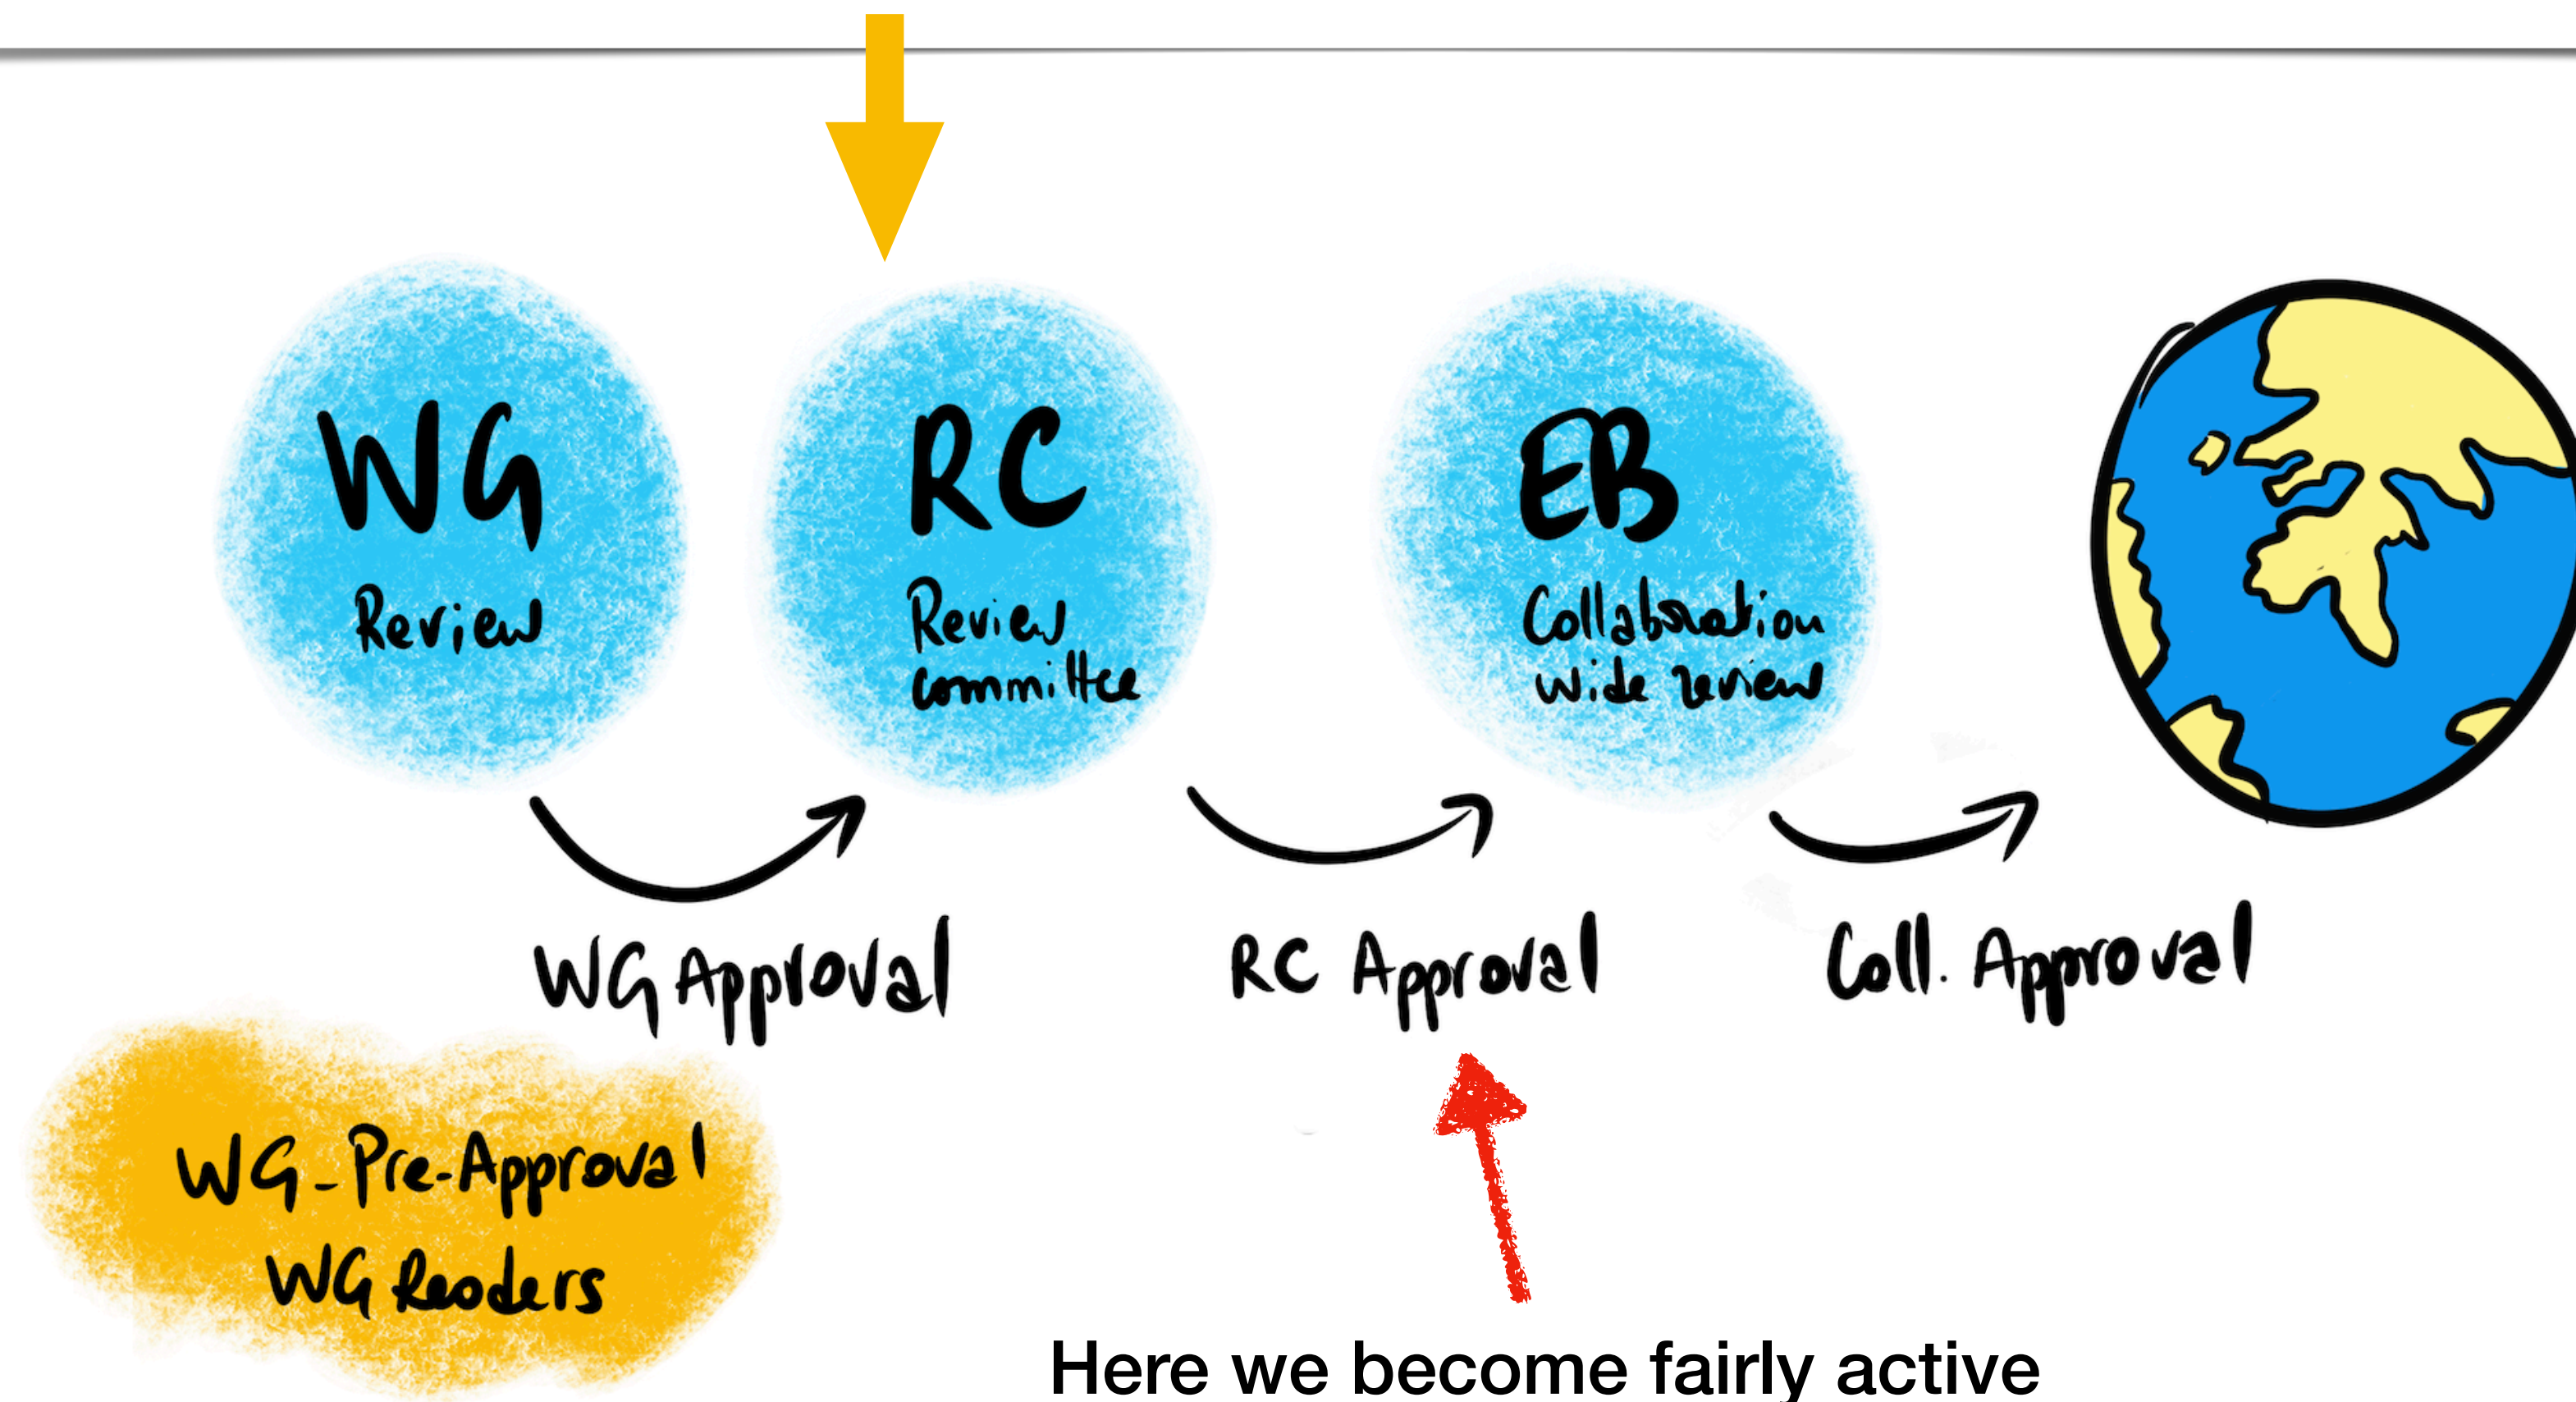 WG
Review
RC
Review
committee
EB
Collaboration
wide review
WG Approval
RC Approval
Coll. Approval
WG-Pre-Approval
WG Readers
Here we become fairly active